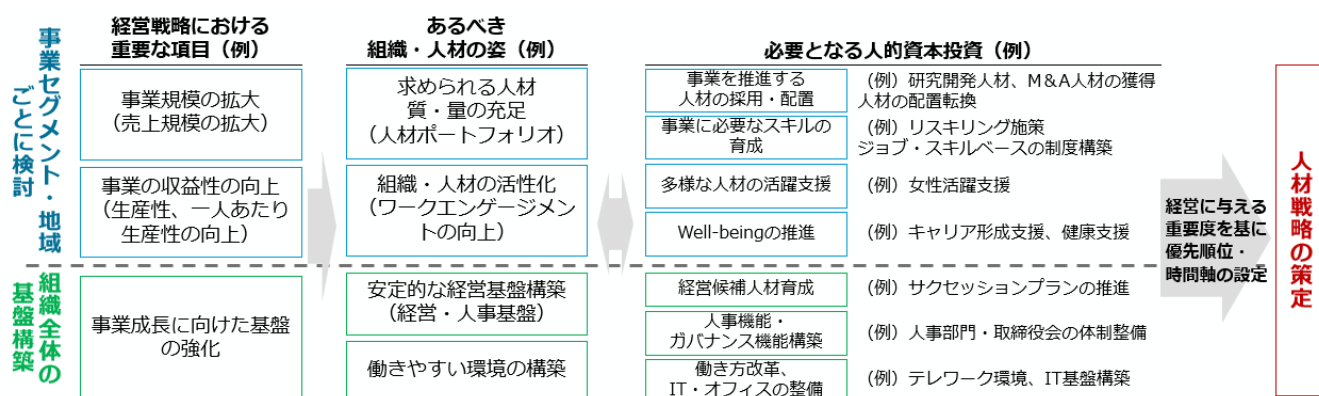 事業セグメント・地域
ごとに検討
経営戦略における
重要な項目（例）
あるべき
組織・人材の姿（例）
必要となる人的資本投資（例）
事業規模の拡大
（売上規模の拡大）
求められる人材
質・量の充足
（人材ポートフォリオ）
事業を推進する
人材の採用・配置
（例）研究開発人材、M＆A人材の獲得
人材の配置転換
事業に必要なスキルの
育成
（例）リスキリング施策
ジョブ・スキルベースの制度構築
事業の収益性の向上
（生産性、一人あたり
生産性の向上）
組織・人材の活性化
（ワークエンゲージメン
トの向上）
多様な人材の活躍支援
（例）女性活躍支援
Well-beingの推進
（例）キャリア形成支援、健康支援
組織全体の
基盤構築
事業成長に向けた基盤
の強化
安定的な経営基盤構築
（経営・人事基盤）
働きやすい環境の構築
経営候補人材育成
（例）サクセッションプランの推進
人事機能・
ガバナンス機能構築
（例）人事部門・取締役会の体制整備
働き方改革、
IT・オフィスの整備
（例）テレワーク環境、IT基盤構築
経営に与える
重要度を基に
優先順位・
時間軸の設定
人材戦略の策定